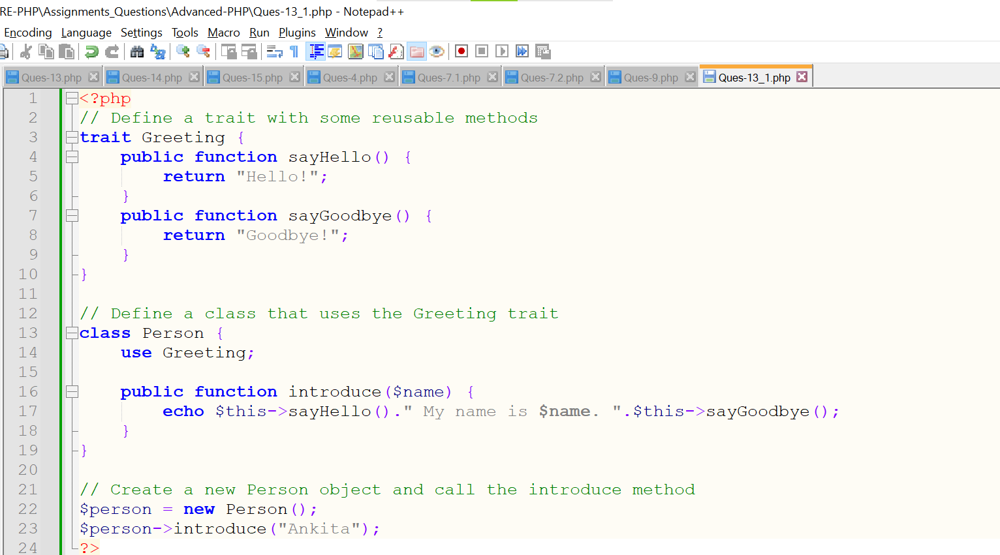 RE-PHP\Assignments_Questions\Advanced-PHP\Ques-13_1.php - Notepad++
Encoding Language Settings Tools Macro Run Plugins Window ?
Ques-13.php Ques-14.php Ques-15.php Ques-4.php Ques-7.1.php Ques-7.2.php Ques-9.php Ques-13_1.php
1 <?php
2 // Define a trait with some reusable methods
3 trait Greeting {
4     public function sayHello() {
5         return "Hello!";
6     }
7     public function sayGoodbye() {
8         return "Goodbye!";
9     }
10 }
11
12 // Define a class that uses the Greeting trait
13 class Person {
14     use Greeting;
15
16     public function introduce($name) {
17         echo $this->sayHello()." My name is $name. ".$this->sayGoodbye();
18     }
19 }
20
21 // Create a new Person object and call the introduce method
22 $person = new Person();
23 $person->introduce("Ankita");
24 ?>